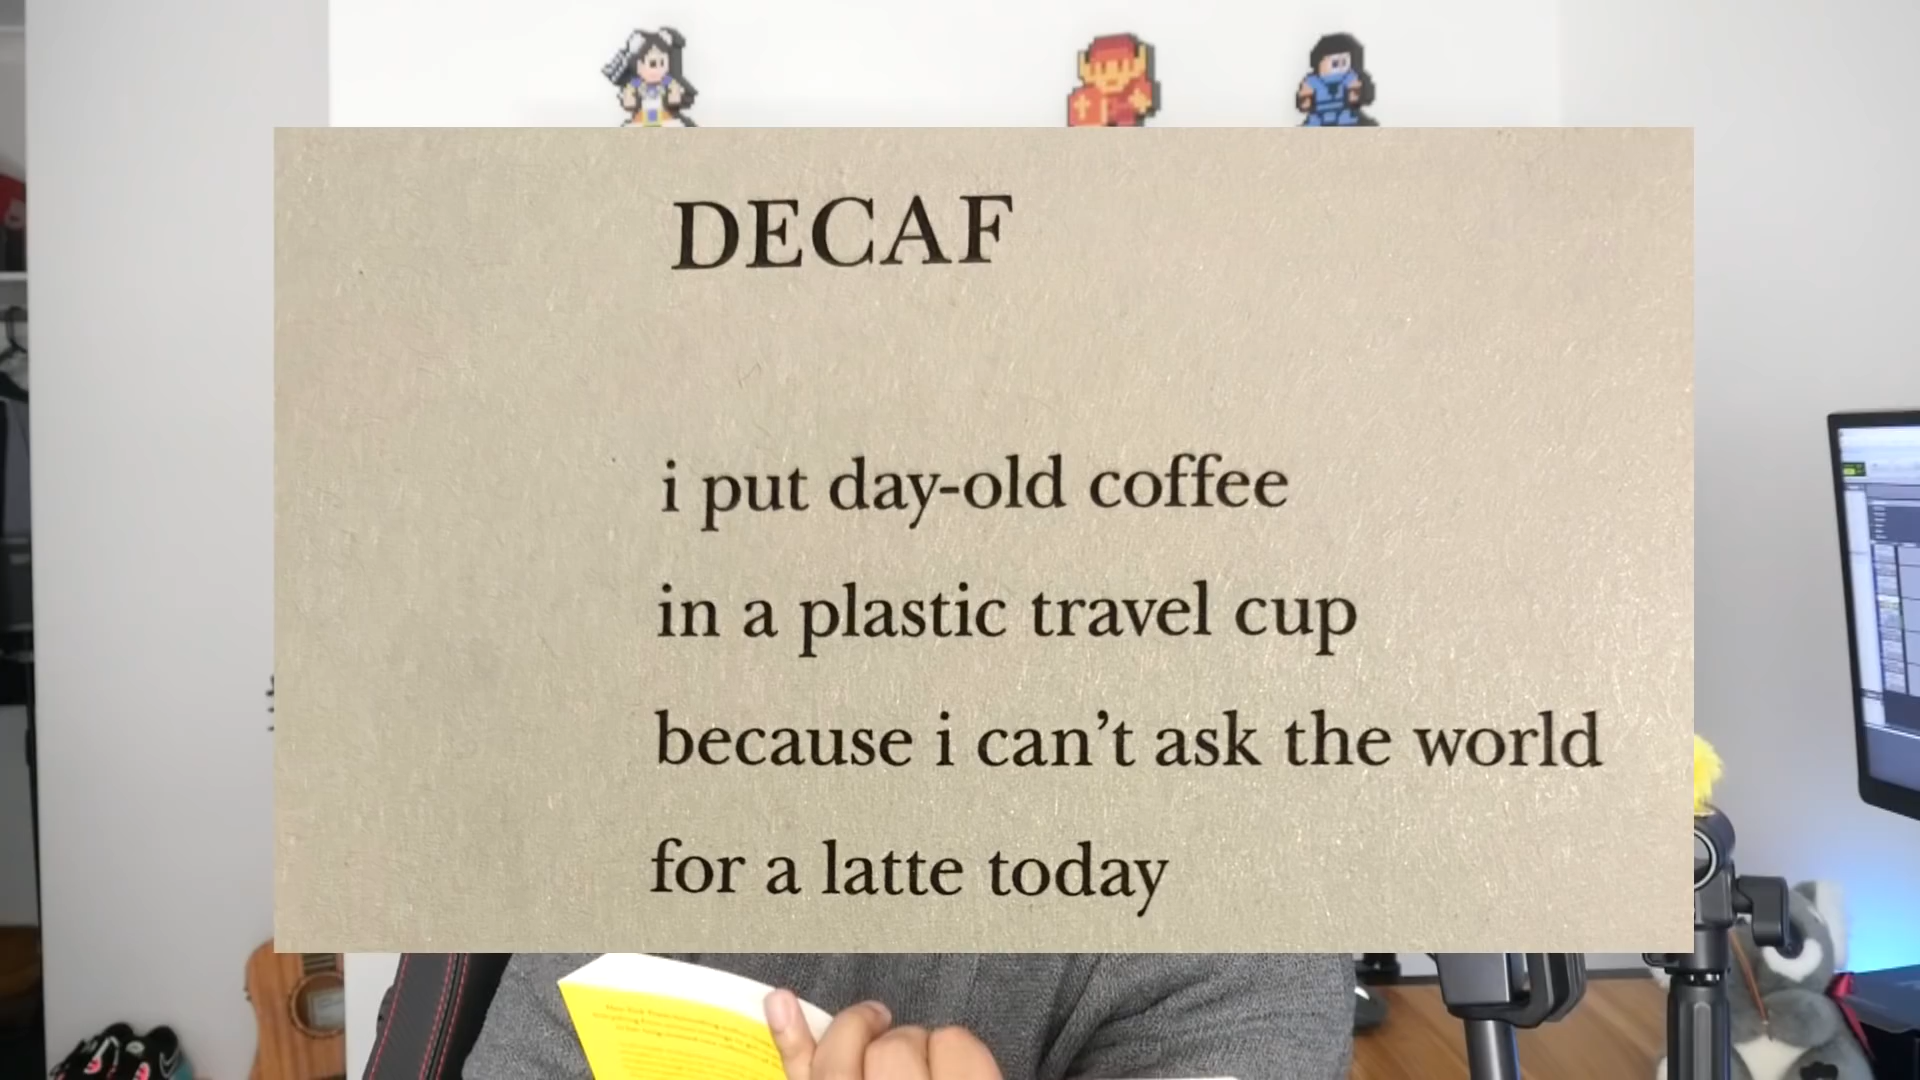 DECAF
i put day-old coffee
in a plastic travel cup
because i can’t ask the world
for a latte today